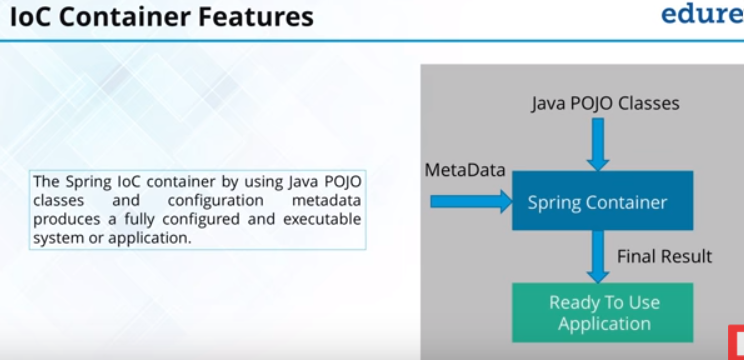 IoC Container Features
edure
The Spring IoC container by using Java POJO
classes and configuration metadata
produces a fully configured and executable
system or application.
Java POJO Classes
MetaData
Spring Container
Final Result
Ready To Use
Application